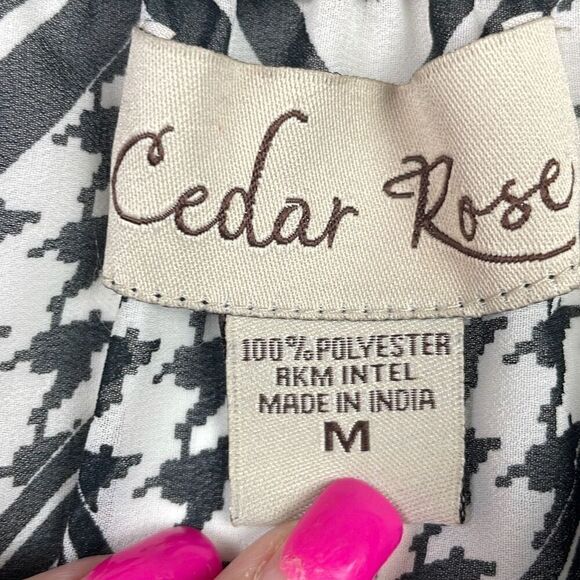 Cedar Rose
100% POLYESTER
RKM INTEL
MADE IN INDIA
M